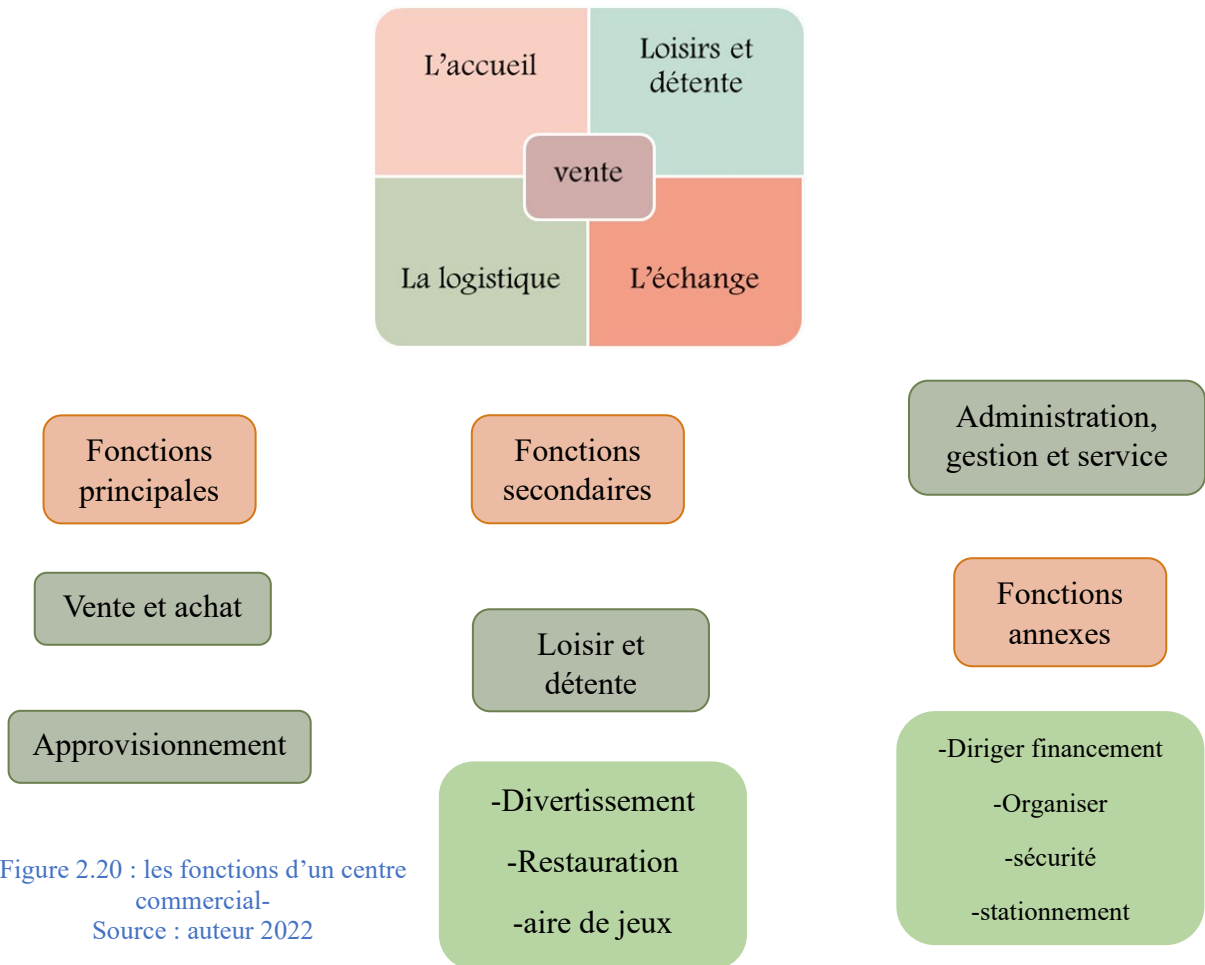 L'accueil
Loisirs et
détente
vente
La logistique
L'échange
Fonctions
principales
Vente et achat
Approvisionnement
Fonctions
secondaires
Loisir et
détente
-Divertissement
-Restauration
-aire de jeux
Administration,
gestion et service
Fonctions
annexes
-Diriger financement
-Organiser
-sécurité
-stationnement
Figure 2.20 : les fonctions d'un centre
commercial-
Source : auteur 2022